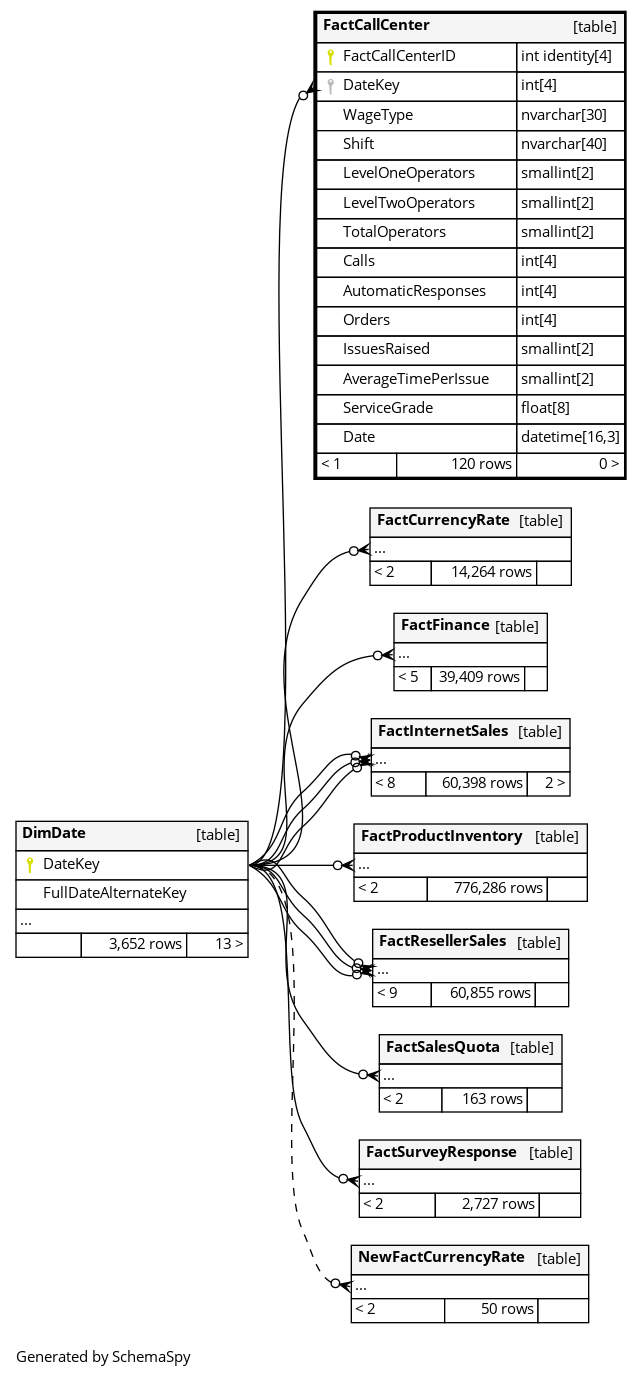 FactCallCenter [table]
FactCallCenterID int identity[4]
DateKey int[4]
WageType nvarchar[30]
Shift nvarchar[40]
LevelOneOperators smallint[2]
LevelTwoOperators smallint[2]
TotalOperators smallint[2]
Calls int[4]
AutomaticResponses int[4]
Orders int[4]
IssuesRaised smallint[2]
AverageTimePerIssue smallint[2]
ServiceGrade float[8]
Date datetime[16,3]
< 1 120 rows 0 >
FactCurrencyRate [table]
...
< 2 14,264 rows
FactFinance [table]
...
< 5 39,409 rows
FactInternetSales [table]
...
< 8 60,398 rows 2 >
DimDate [table]
DateKey
FullDateAlternateKey
...
3,652 rows 13 >
FactProductInventory [table]
...
< 2 776,286 rows
FactResellerSales [table]
...
< 9 60,855 rows
FactSalesQuota [table]
...
< 2 163 rows
FactSurveyResponse [table]
...
< 2 2,727 rows
NewFactCurrencyRate [table]
...
< 2 50 rows
Generated by SchemaSpy